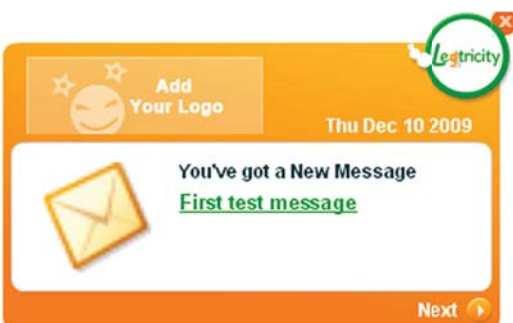 Legtricity
Add
Your Logo
Thu Dec 10 2009
You've got a New Message
First test message
Next